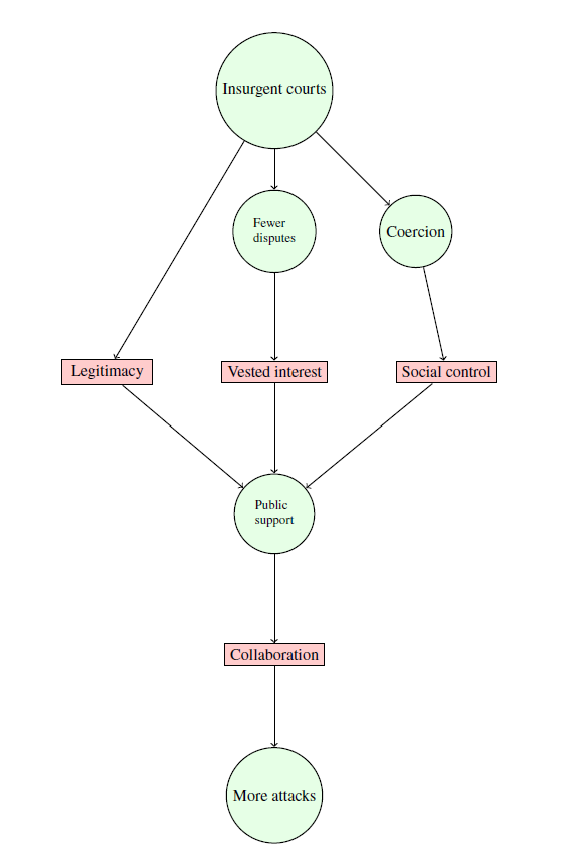 Insurgent courts
Fewer
disputes
Coercion
Legitimacy
Vested interest
Social control
Public
support
Collaboration
More attacks